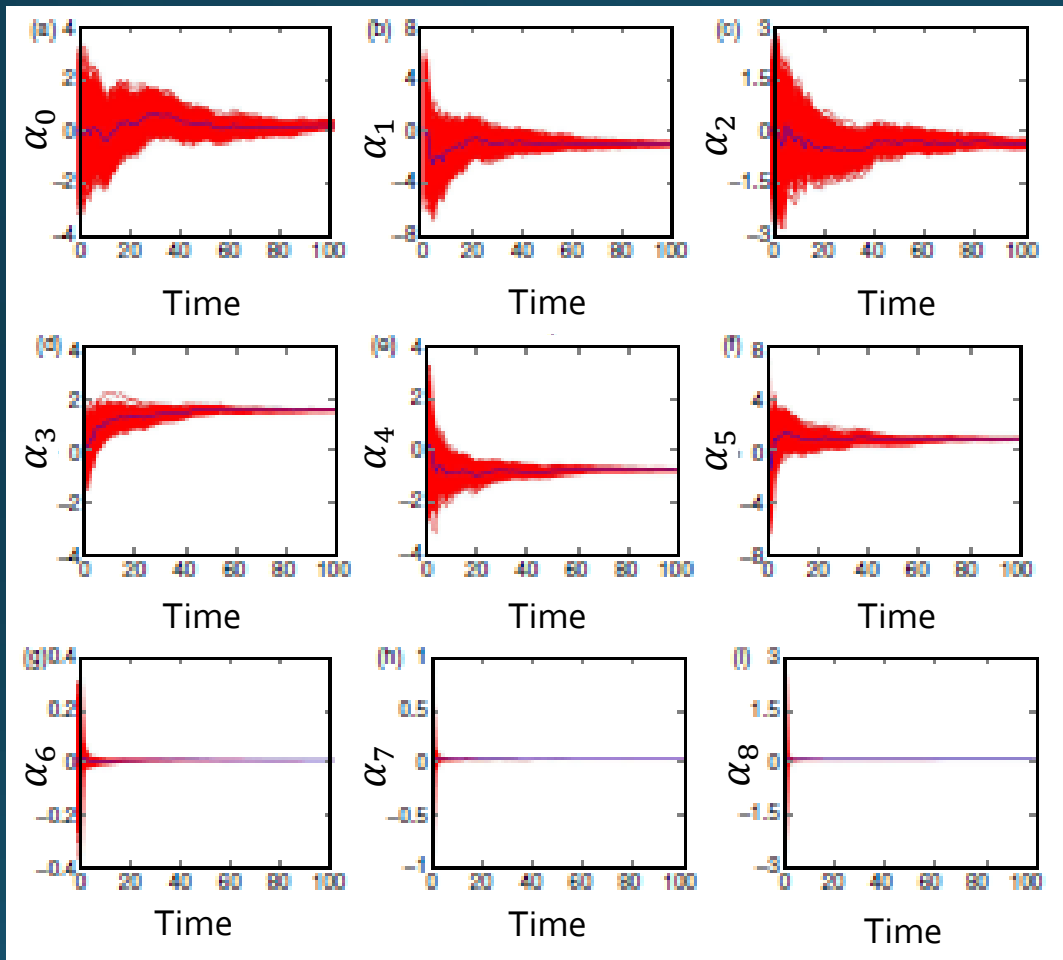 (a) 4 (b) 8 (c) 3
2 4 1.5
α0 0 α1 0 α2 0
−2 −4 −1.5
−4 −8 −3
0 20 40 60 80 100 0 20 40 60 80 100 0 20 40 60 80 100
Time Time Time
(d) 4 (e) 4 (f) 8
2 2 4
α3 0 α4 0 α5 0
−2 −2 −4
−4 −4 −8
0 20 40 60 80 100 0 20 40 60 80 100 0 20 40 60 80 100
Time Time Time
(g) 0.4 (h) 1 (i) 3
0.2 0.5 1.5
α6 0 α7 0 α8 0
−0.2 −0.5 −1.5
−0.4 −1 −3
0 20 40 60 80 100 0 20 40 60 80 100 0 20 40 60 80 100
Time Time Time